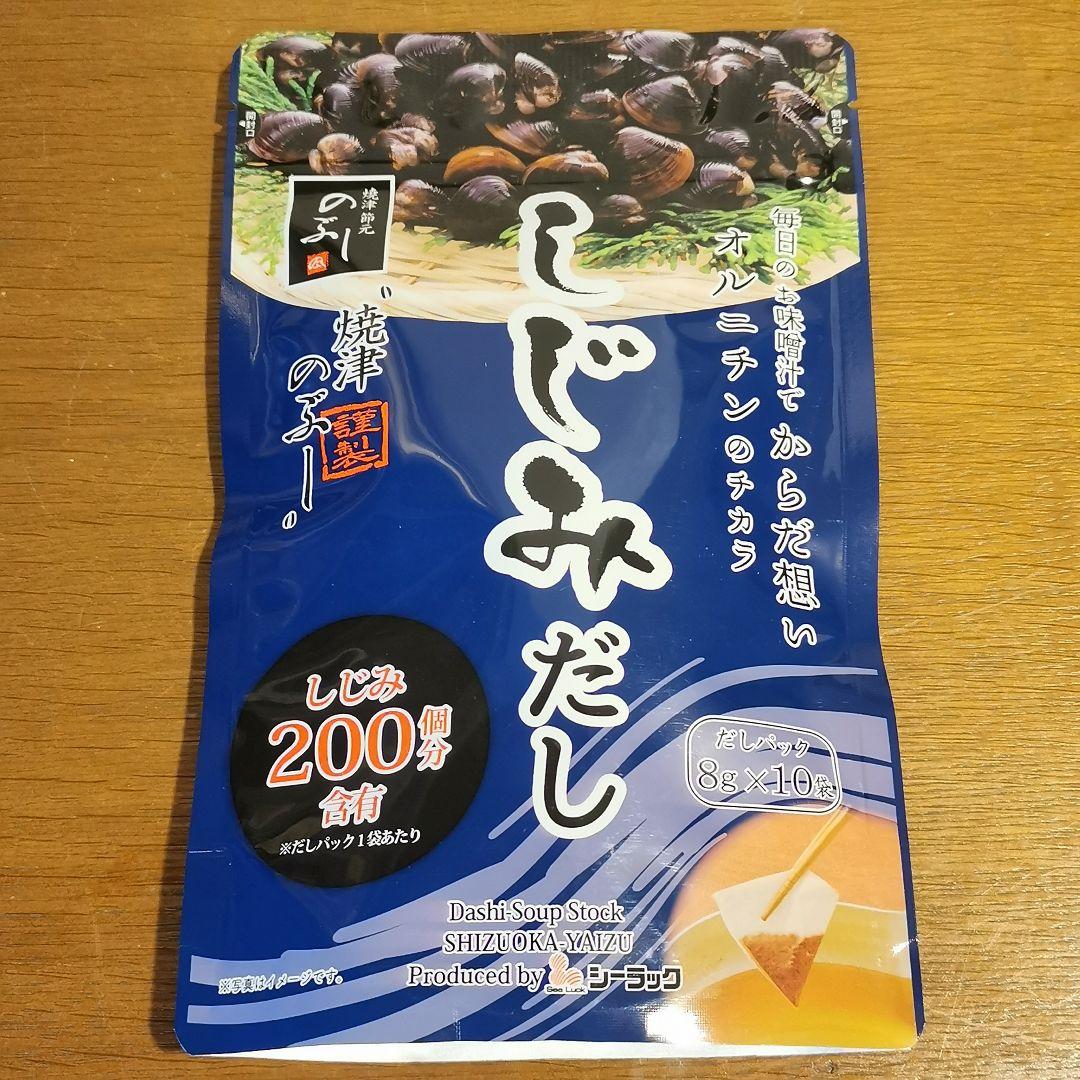 開封口
開封口
焼津節元
のぶし
毎日のお味噌汁で からだ想い
オルニチンのチカラ
しじみだし
"焼津
のぶし"
謹製
しじみ
200個分
含有
※だしパック1袋あたり
だしパック
8g×10袋
Dashi-Soup Stock
SHIZUOKA-YAIZU
Produced by Sea Luck シーラック
※写真はイメージです。